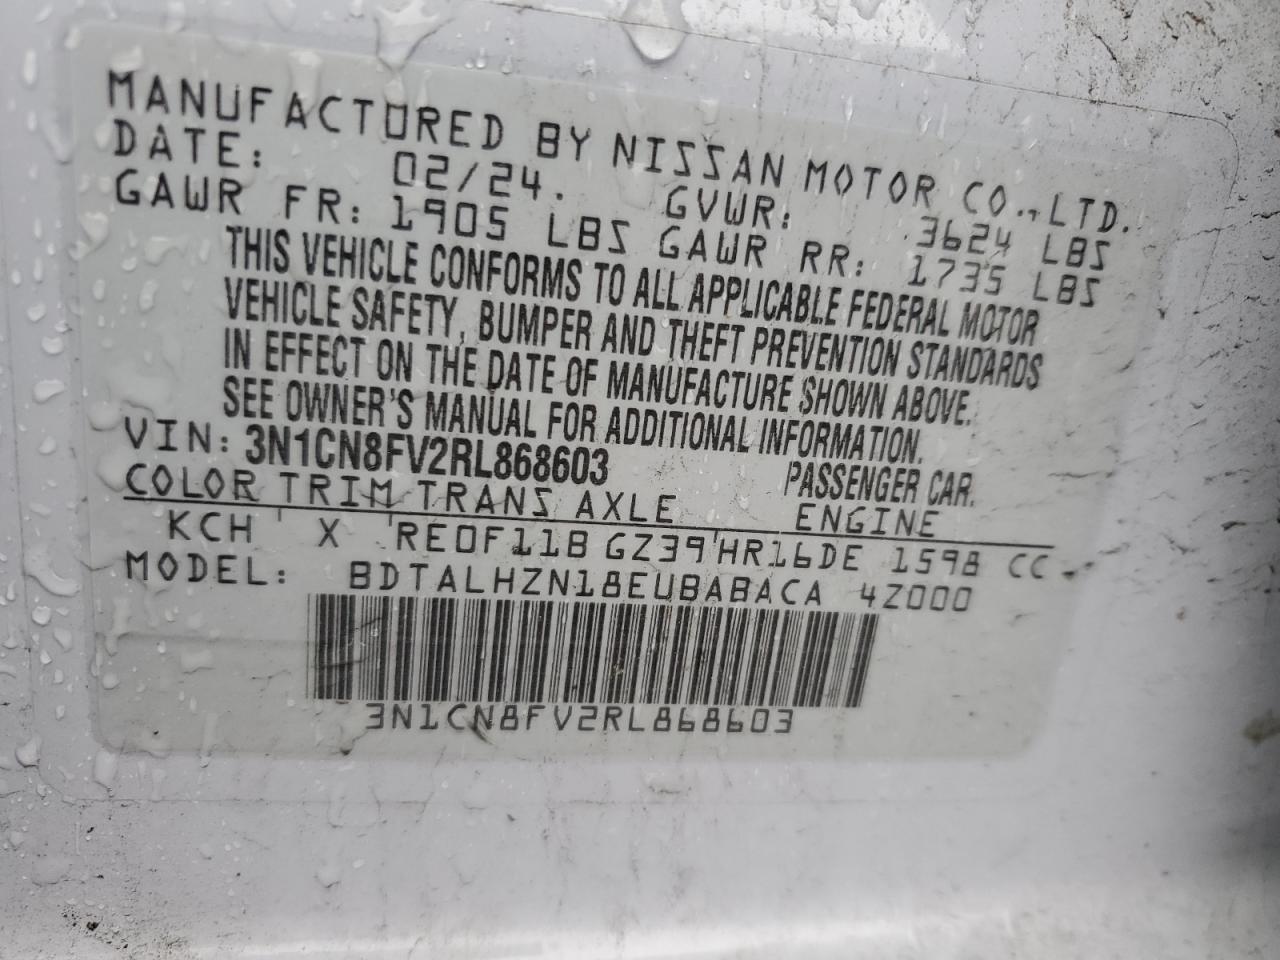 MANUFACTURED BY NISSAN MOTOR CO.,LTD.
DATE: 02/24. GVWR: 3624 LBS
GAWR FR: 1905 LBS GAWR RR: 1735 LBS
THIS VEHICLE CONFORMS TO ALL APPLICABLE FEDERAL MOTOR
VEHICLE SAFETY, BUMPER AND THEFT PREVENTION STANDARDS
IN EFFECT ON THE DATE OF MANUFACTURE SHOWN ABOVE.
SEE OWNER'S MANUAL FOR ADDITIONAL INFORMATION.
VIN: 3N1CN8FV2RL868603 PASSENGER CAR.
COLOR TRIM TRANS AXLE ENGINE
KCH X RE0F11B GZ39 HR16DE 1598 CC
MODEL: BDTALHZN18EUBABACA 4Z000
3N1CN8FV2RL868603